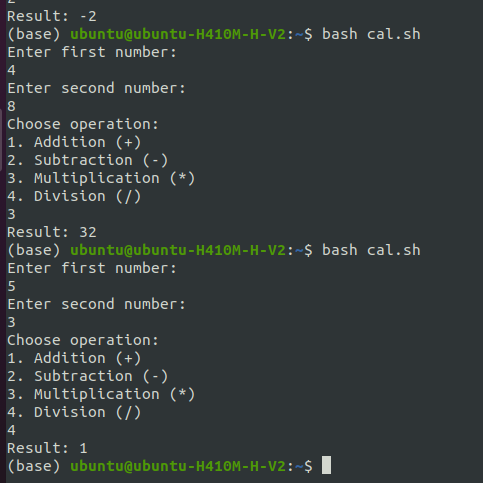 2
Result: -2
(base) ubuntu@ubuntu-H410M-H-V2:~$ bash cal.sh
Enter first number:
4
Enter second number:
8
Choose operation:
1. Addition (+)
2. Subtraction (-)
3. Multiplication (*)
4. Division (/)
3
Result: 32
(base) ubuntu@ubuntu-H410M-H-V2:~$ bash cal.sh
Enter first number:
5
Enter second number:
3
Choose operation:
1. Addition (+)
2. Subtraction (-)
3. Multiplication (*)
4. Division (/)
4
Result: 1
(base) ubuntu@ubuntu-H410M-H-V2:~$